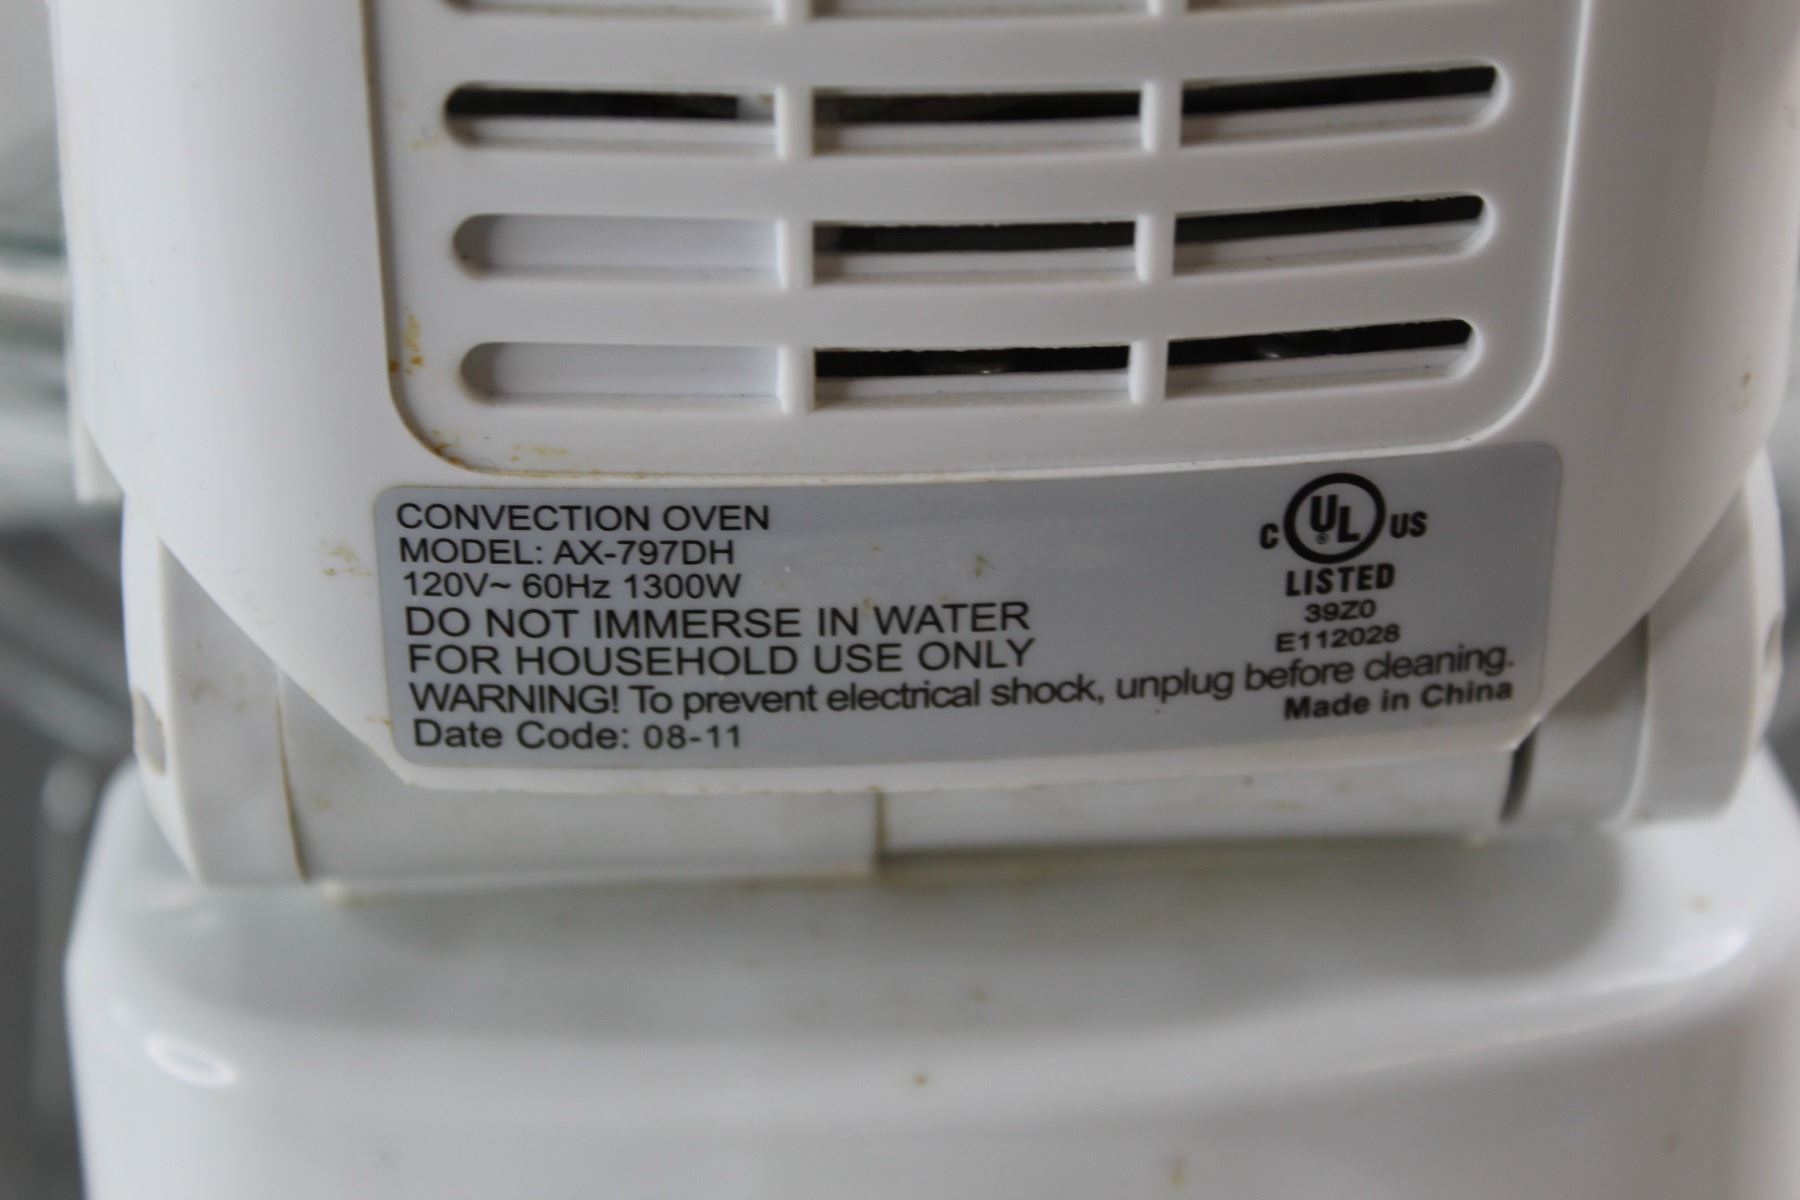 CONVECTION OVEN
MODEL: AX-797DH
120V~ 60Hz 1300W
DO NOT IMMERSE IN WATER
FOR HOUSEHOLD USE ONLY
WARNING! To prevent electrical shock, unplug before cleaning.
Date Code: 08-11
C UL® US
LISTED
39Z0
E112028
Made in China